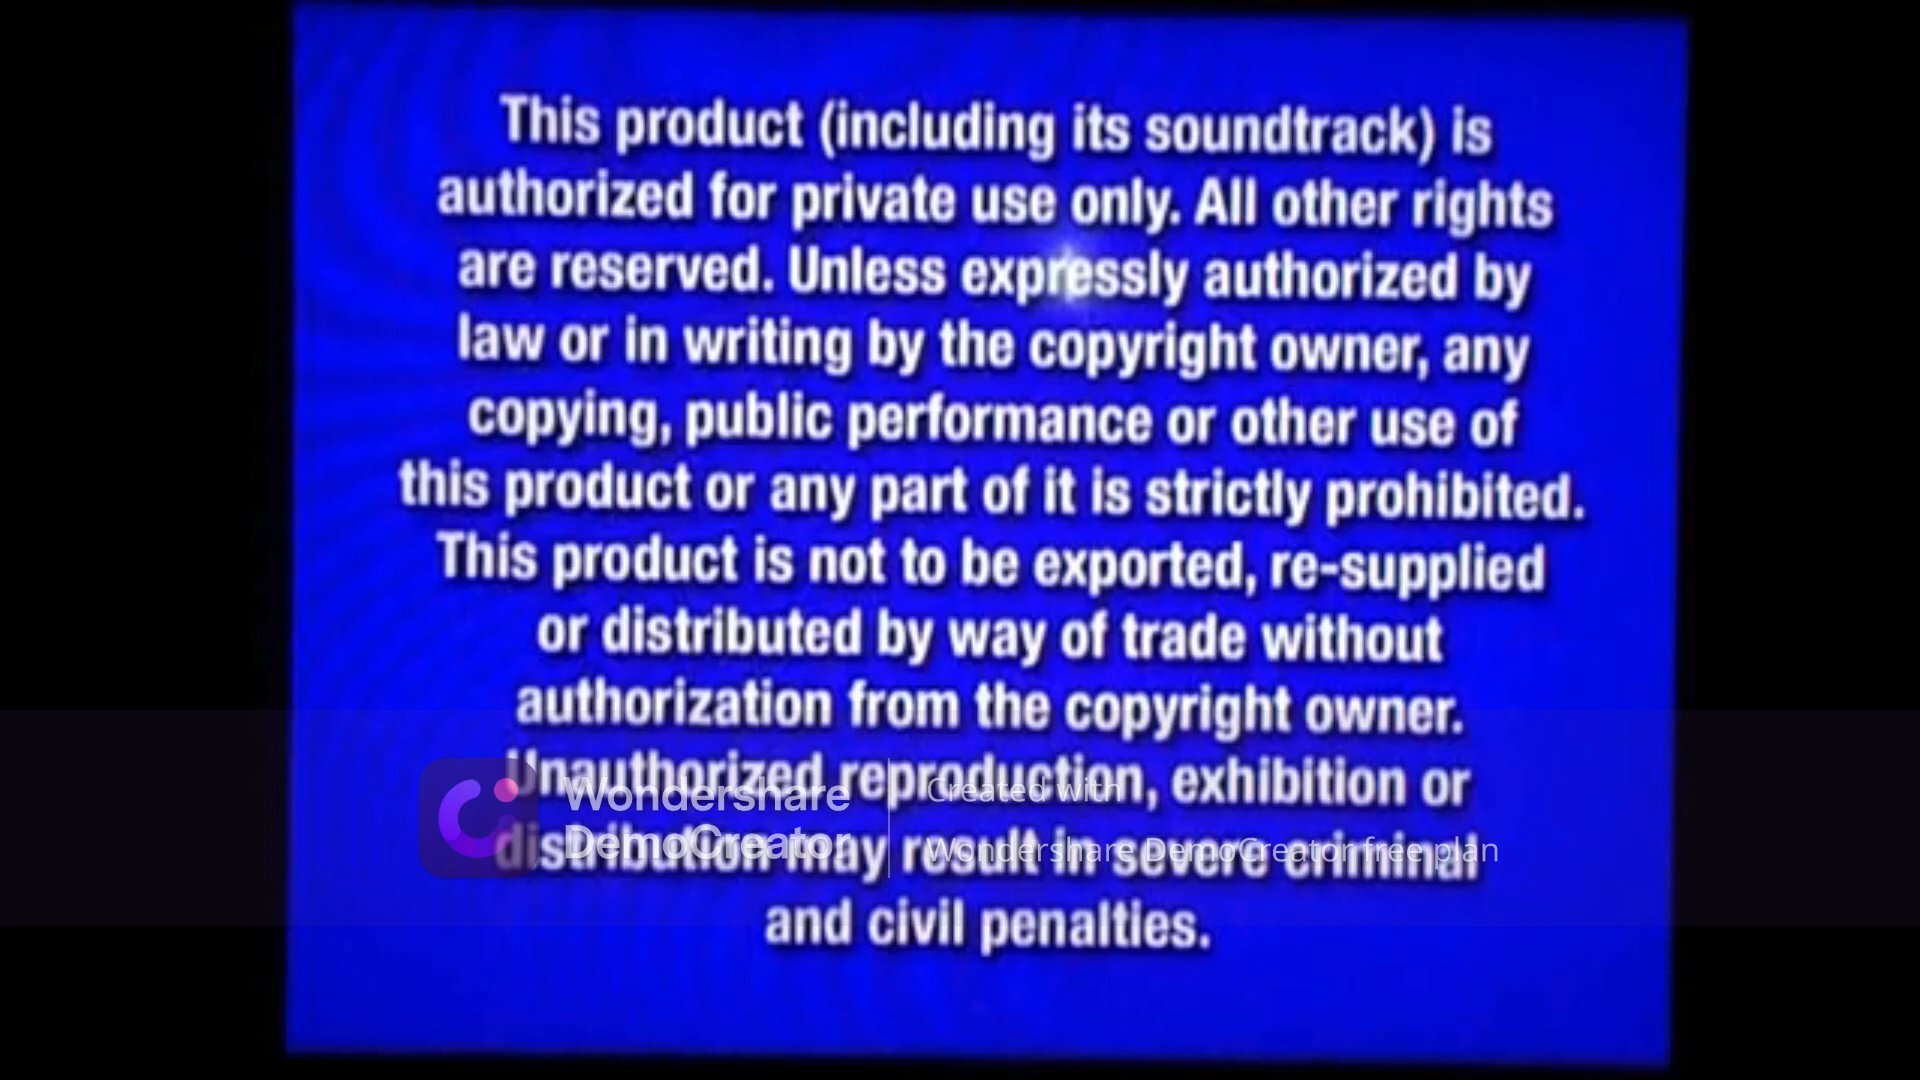 This product (including its soundtrack) is
authorized for private use only. All other rights
are reserved. Unless expressly authorized by
law or in writing by the copyright owner, any
copying, public performance or other use of
this product or any part of it is strictly prohibited.
This product is not to be exported, re-supplied
or distributed by way of trade without
authorization from the copyright owner.
Unauthorized reproduction, exhibition or
distribution may result in severe criminal
and civil penalties.
Wondershare
DemoCreator
Created with
Wondershare DemoCreator free plan